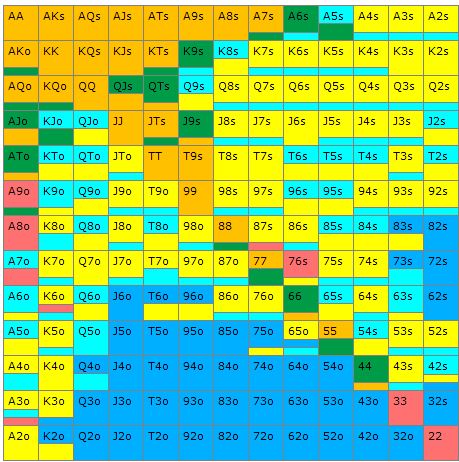 AA AKs AQs AJs ATs A9s A8s A7s A6s A5s A4s A3s A2s
AKo KK KQs KJs KTs K9s K8s K7s K6s K5s K4s K3s K2s
AQo KQo QQ QJs QTs Q9s Q8s Q7s Q6s Q5s Q4s Q3s Q2s
AJo KJo QJo JJ JTs J9s J8s J7s J6s J5s J4s J3s J2s
ATo KTo QTo JTo TT T9s T8s T7s T6s T5s T4s T3s T2s
A9o K9o Q9o J9o T9o 99 98s 97s 96s 95s 94s 93s 92s
A8o K8o Q8o J8o T8o 98o 88 87s 86s 85s 84s 83s 82s
A7o K7o Q7o J7o T7o 97o 87o 77 76s 75s 74s 73s 72s
A6o K6o Q6o J6o T6o 96o 86o 76o 66 65s 64s 63s 62s
A5o K5o Q5o J5o T5o 95o 85o 75o 65o 55 54s 53s 52s
A4o K4o Q4o J4o T4o 94o 84o 74o 64o 54o 44 43s 42s
A3o K3o Q3o J3o T3o 93o 83o 73o 63o 53o 43o 33 32s
A2o K2o Q2o J2o T2o 92o 82o 72o 62o 52o 42o 32o 22